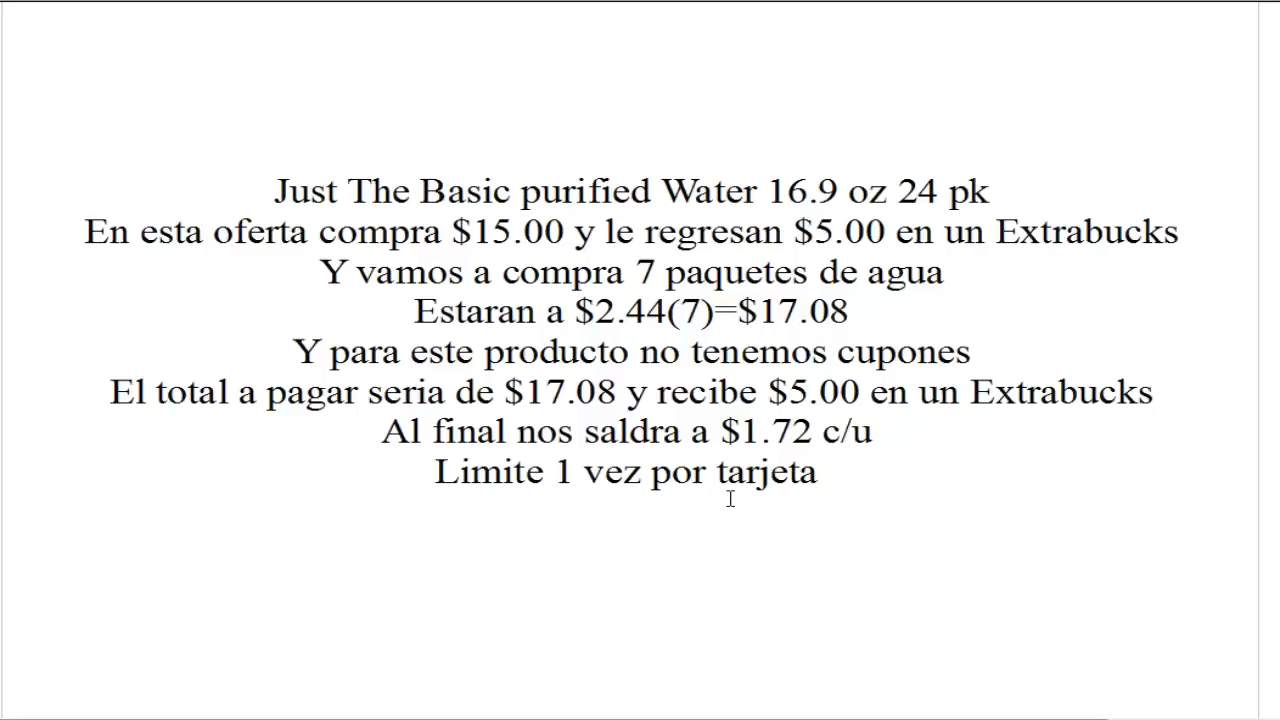 Just The Basic purified Water 16.9 oz 24 pk
En esta oferta compra $15.00 y le regresan $5.00 en un Extrabucks
Y vamos a compra 7 paquetes de agua
Estaran a $2.44(7)=$17.08
Y para este producto no tenemos cupones
El total a pagar seria de $17.08 y recibe $5.00 en un Extrabucks
Al final nos saldra a $1.72 c/u
Limite 1 vez por tarjeta